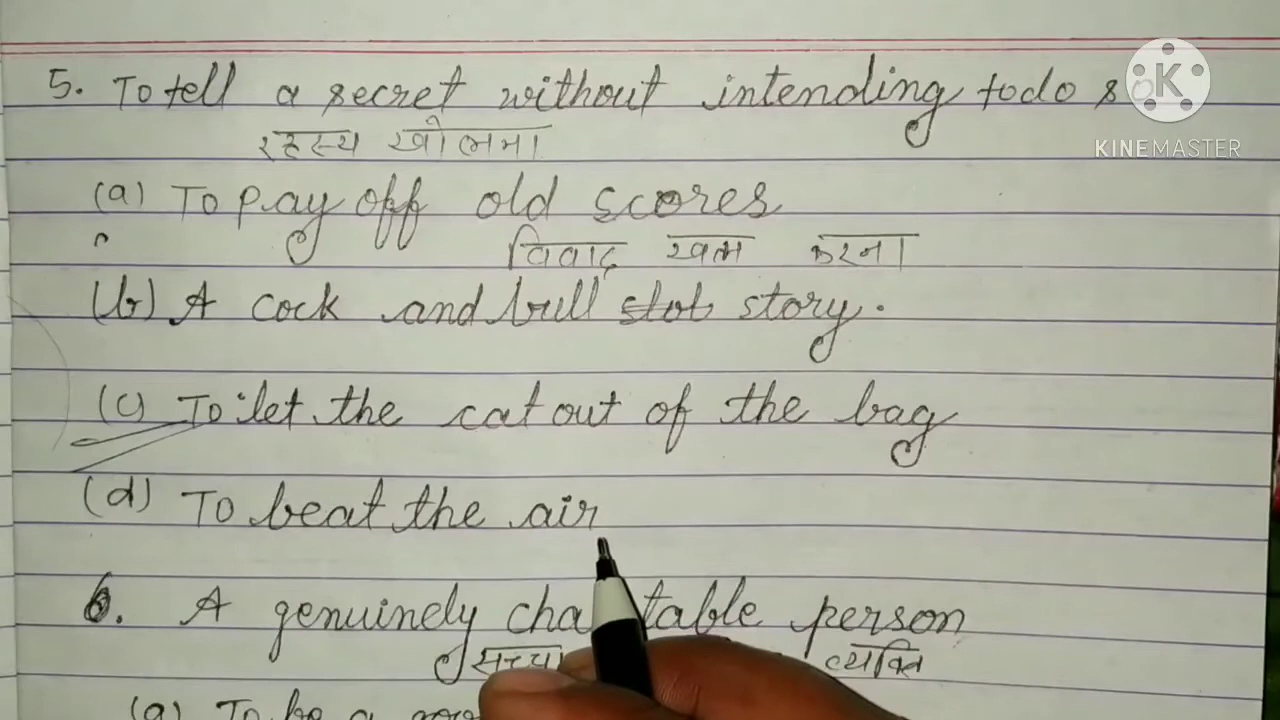 5. To tell a secret without intending to do so
K
KINEMASTER
रहस्य खोलना
(a) To pay off old scores
विवाद खत्म करना
(b) A cock and bull story.
(c) To let the cat out of the bag
(d) To beat the air
6. A genuinely person
व्यक्ति
(a) To be a